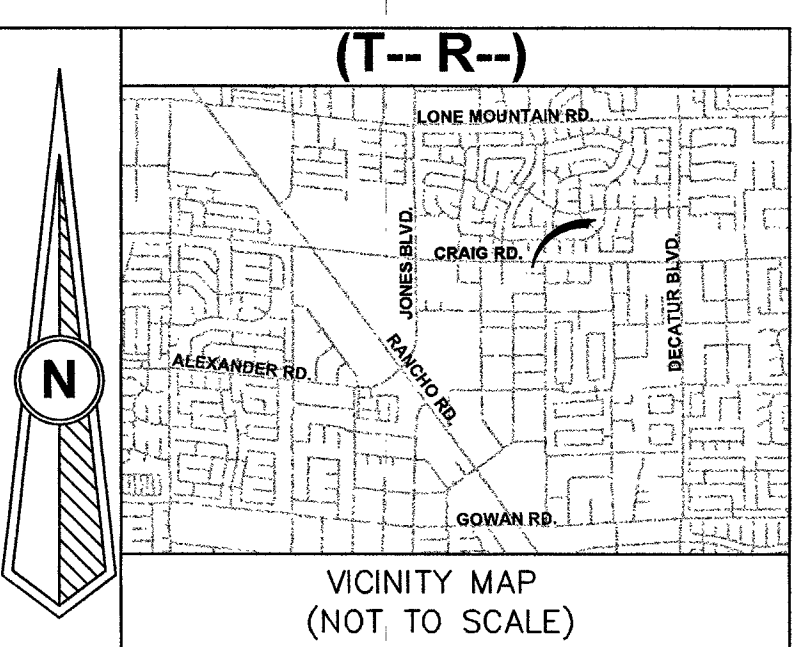 (T-- R--)
LONE MOUNTAIN RD.
JONES BLVD.
CRAIG RD.
DECATUR BLVD.
RANCHO RD.
ALEXANDER RD.
N
GOWAN RD.
VICINITY MAP
(NOT TO SCALE)